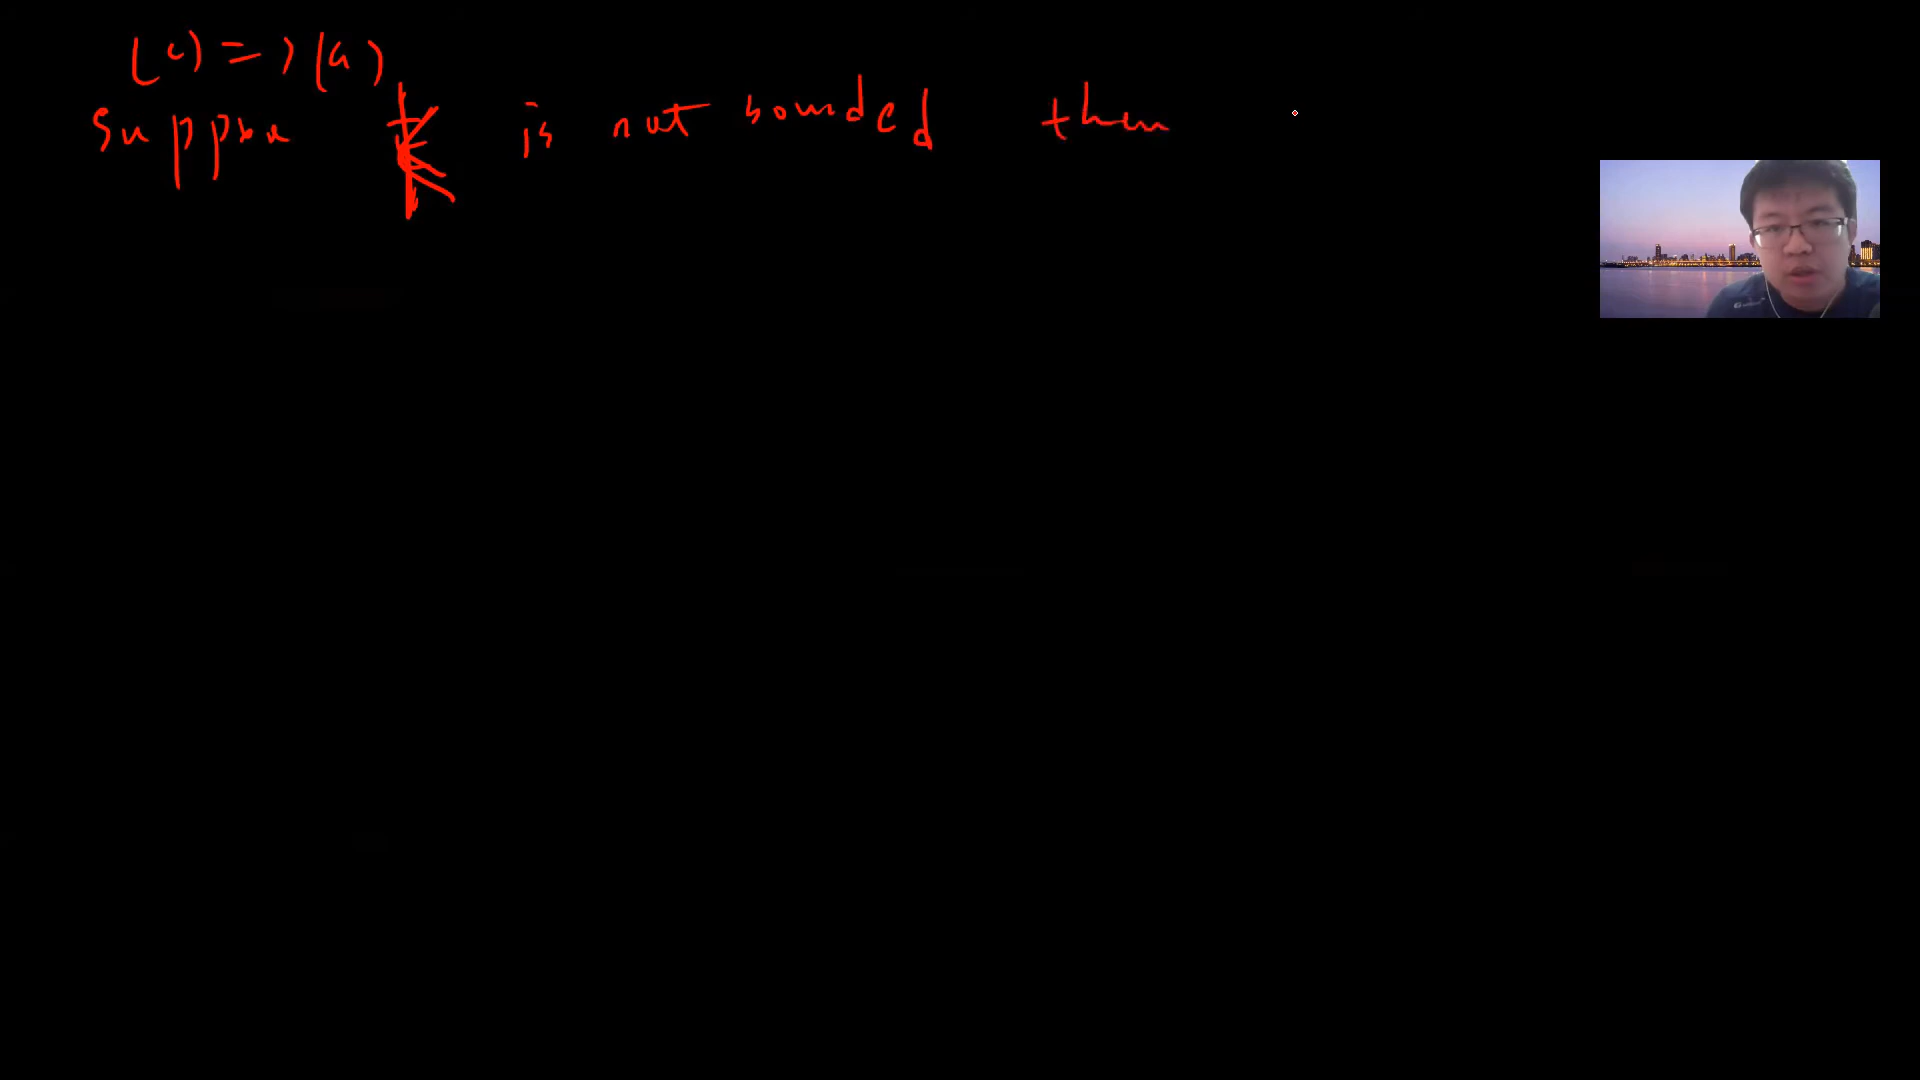 (c) => (a)
Suppose K is not bounded then